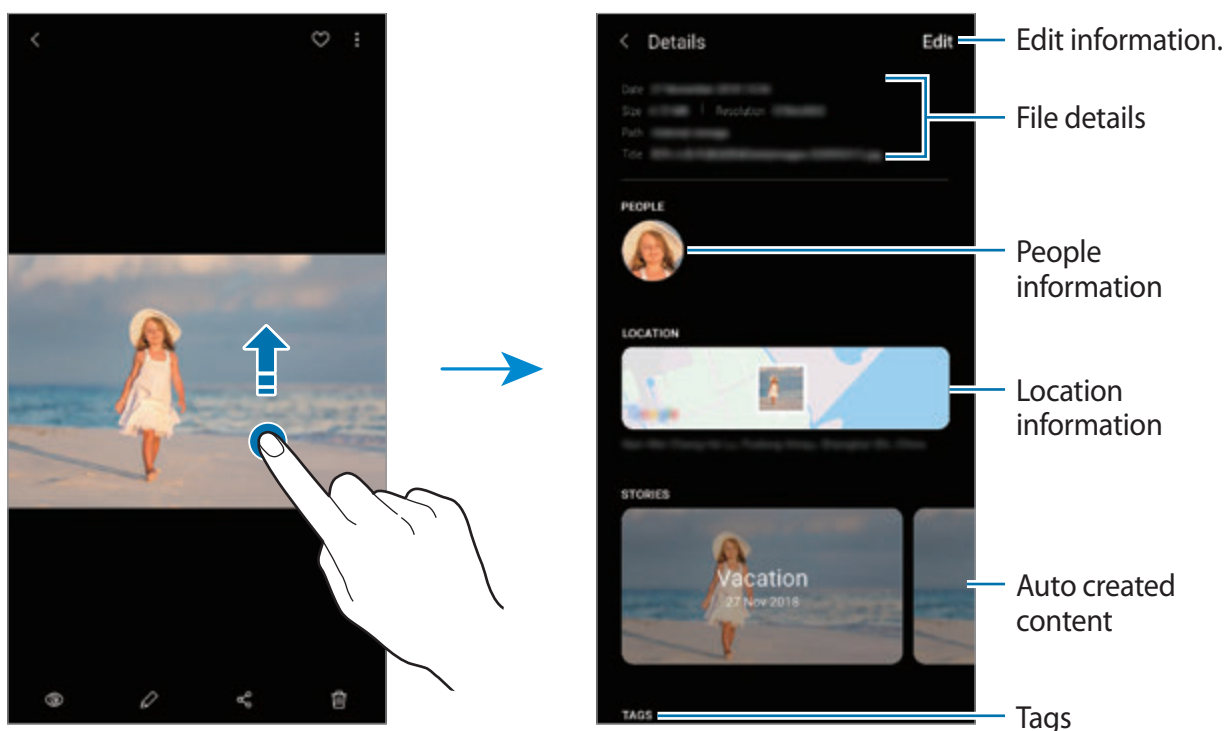 Details
Edit
Edit information.
Date
Size
Resolution
Path
Title
File details
PEOPLE
People
information
LOCATION
Location
information
STORIES
Vacation
27 Nov 2018
Auto created
content
TAGS
Tags